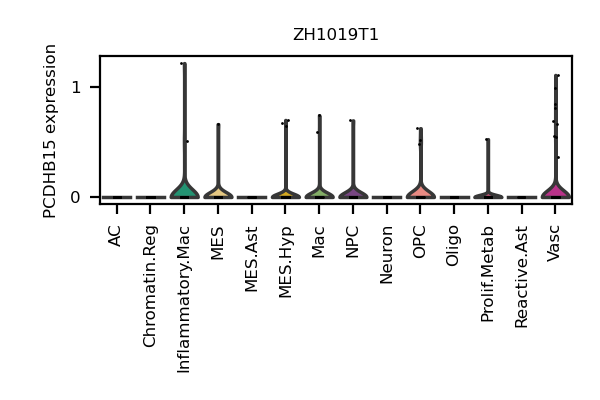 ZH1019T1
PCDHB15 expression
1
0
AC
Chromatin.Reg
Inflammatory.Mac
MES
MES.Ast
MES.Hyp
Mac
NPC
Neuron
OPC
Oligo
Prolif.Metab
Reactive.Ast
Vasc